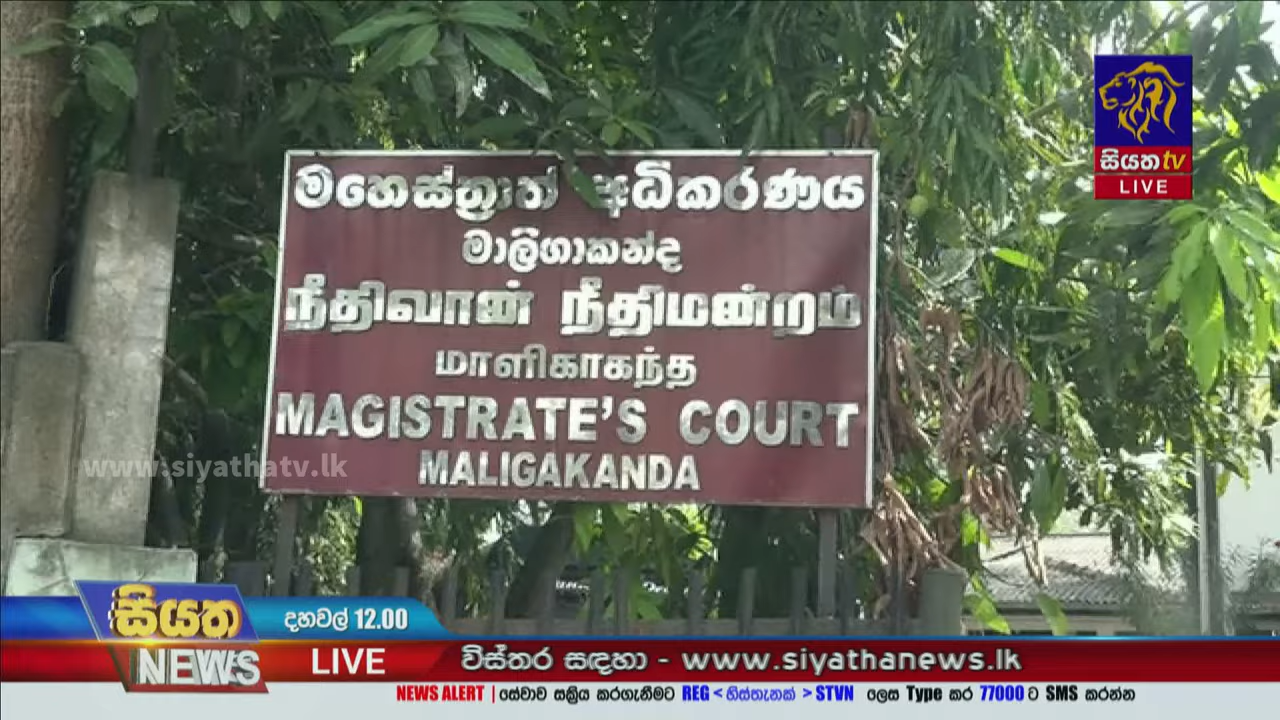 සියත tv
LIVE
මහෙස්ත්‍රාත් අධිකරණය
මාලිගාකන්ද
நீதிவான் நீதிமன்றம்
மாளிகாகந்த
MAGISTRATE'S COURT
MALIGAKANDA
www.siyathatv.lk
සියත
NEWS
දහවල් 12.00
LIVE
විස්තර සඳහා - www.siyathanews.lk
NEWS ALERT | සේවාව සක්‍රිය කරගැනීමට REG < හිස්තැනක් > STVN ලෙස Type කර 77000 ට SMS කරන්න